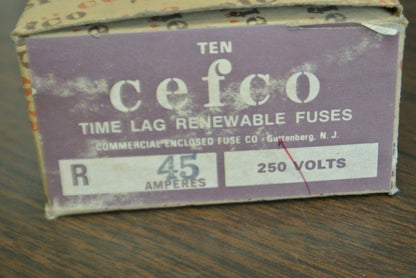 TEN
cefco
TIME LAG RENEWABLE FUSES
COMMERCIAL ENCLOSED FUSE CO - Guttenberg, N. J.
R 45 AMPERES 250 VOLTS